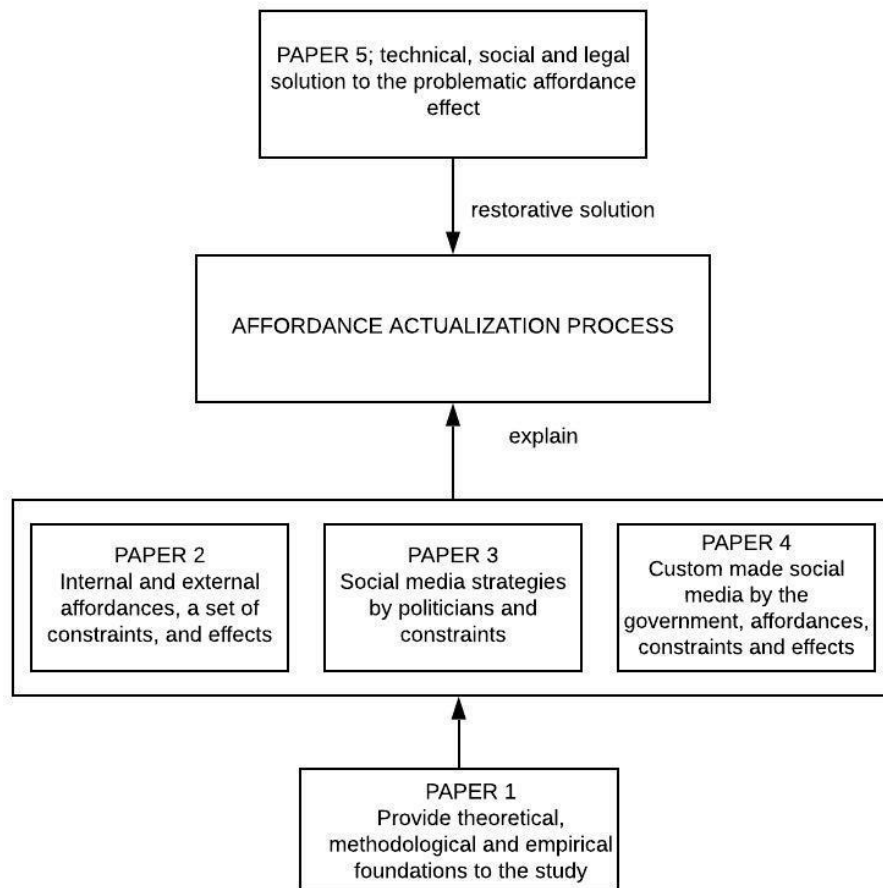 PAPER 5; technical, social and legal
solution to the problematic affordance
effect
restorative solution
AFFORDANCE ACTUALIZATION PROCESS
explain
PAPER 2
Internal and external
affordances, a set of
constraints, and effects
PAPER 3
Social media strategies
by politicians and
constraints
PAPER 4
Custom made social
media by the
government, affordances,
constraints and effects
PAPER 1
Provide theoretical,
methodological and empirical
foundations to the study